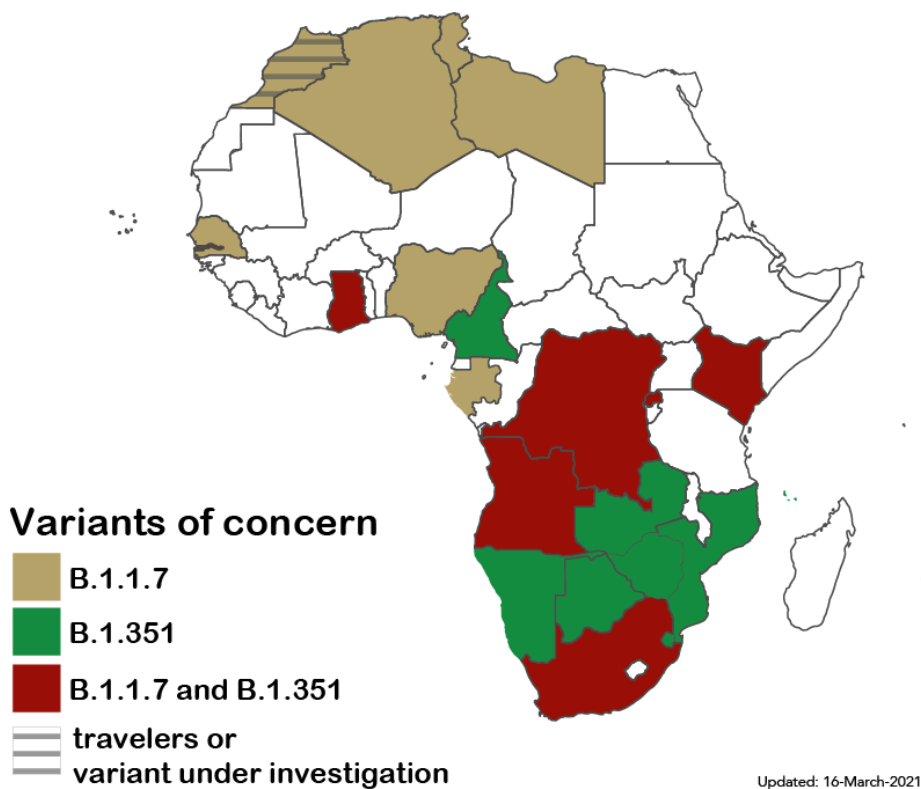 Variants of concern
B.1.1.7
B.1.351
B.1.1.7 and B.1.351
travelers or
variant under investigation
Updated: 16-March-2021